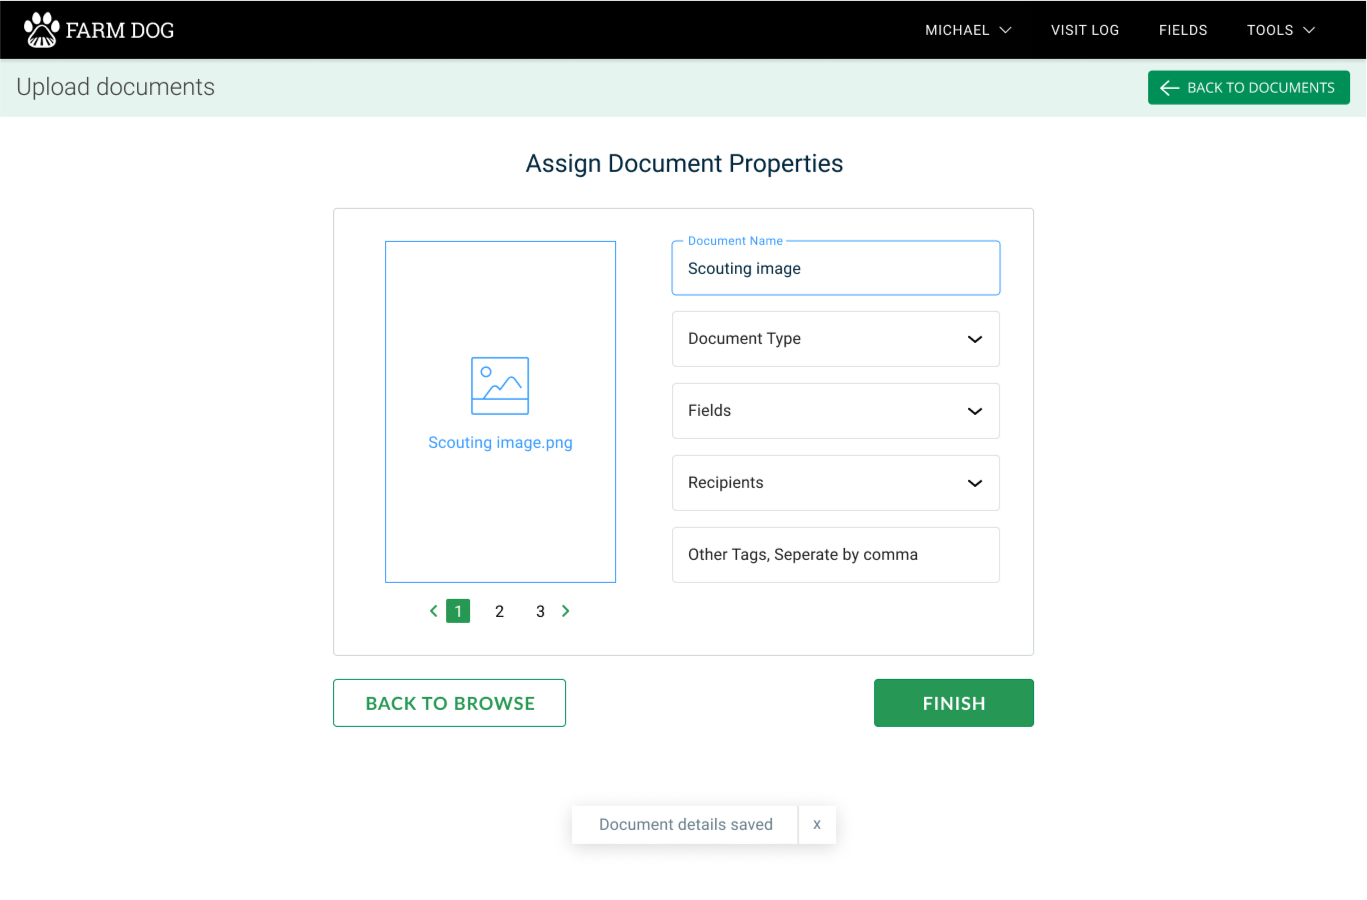 FARM DOG
MICHAEL
VISIT LOG
FIELDS
TOOLS
Upload documents
BACK TO DOCUMENTS
Assign Document Properties
Scouting image.png
1 2 3
Document Name
Scouting image
Document Type
Fields
Recipients
Other Tags, Seperate by comma
BACK TO BROWSE
FINISH
Document details saved
x